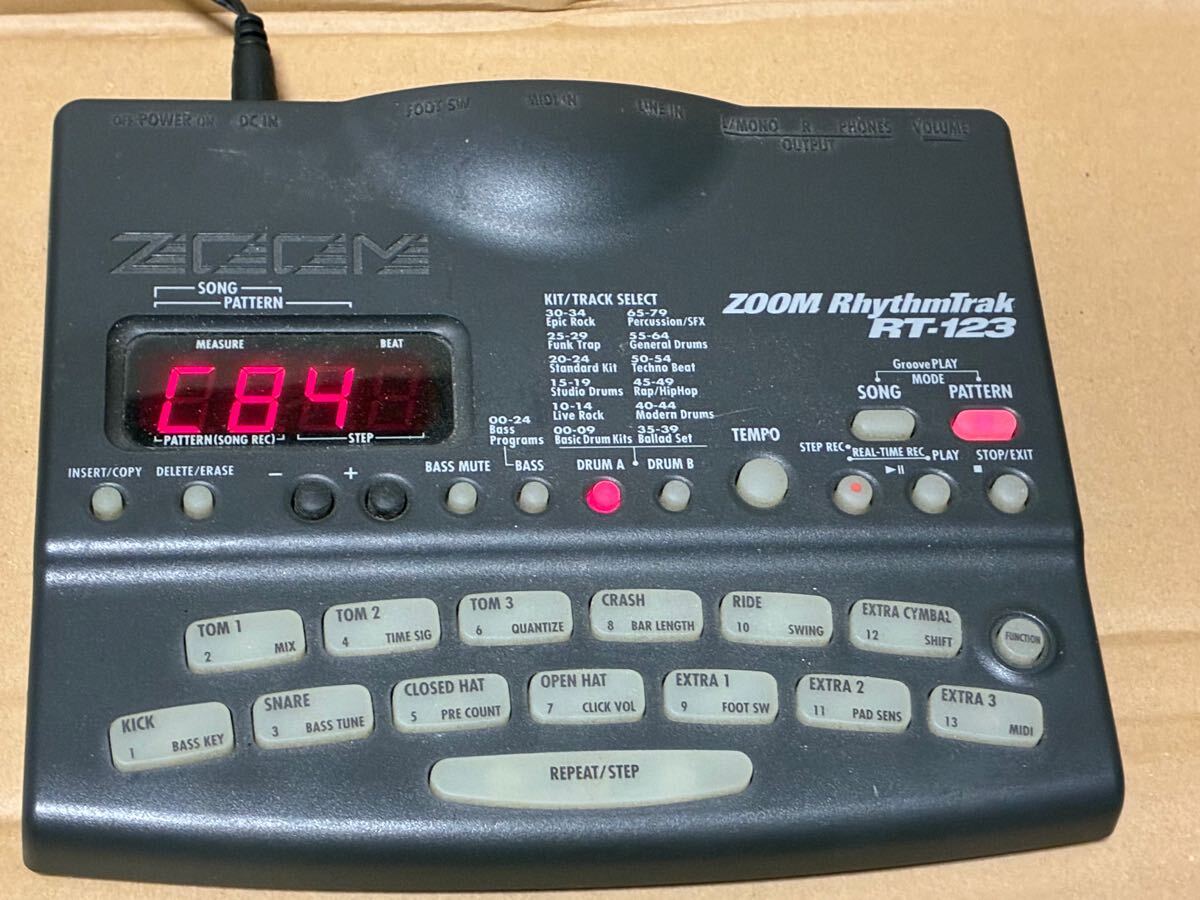 OFF POWER ON DC IN FOOT SW MIDI IN LINE IN L/MONO R PHONES VOLUME
OUTPUT
ZOOM
SONG
PATTERN
MEASURE BEAT
C84
PATTERN(SONG REC) STEP
KIT/TRACK SELECT
30-34 65-79
Epic Rock Percussion/SFX
25-29 55-64
Funk Trap General Drums
20-24 50-54
Standard Kit Techno Beat
15-19 45-49
Studio Drums Rap/HipHop
10-14 40-44
Live Rock Modern Drums
00-09 35-39
Basic Drum Kits Ballad Set
00-24
Bass
Programs
ZOOM RhythmTrak
RT-123
Groove PLAY
MODE
SONG PATTERN
INSERT/COPY DELETE/ERASE - + BASS MUTE BASS DRUM A DRUM B TEMPO
STEP REC REAL-TIME REC PLAY STOP/EXIT
TOM 1
2 MIX
TOM 2
4 TIME SIG
TOM 3
6 QUANTIZE
CRASH
8 BAR LENGTH
RIDE
10 SWING
EXTRA CYMBAL
12 SHIFT
FUNCTION
KICK
1 BASS KEY
SNARE
3 BASS TUNE
CLOSED HAT
5 PRE COUNT
OPEN HAT
7 CLICK VOL
EXTRA 1
9 FOOT SW
EXTRA 2
11 PAD SENS
EXTRA 3
13 MIDI
REPEAT/STEP